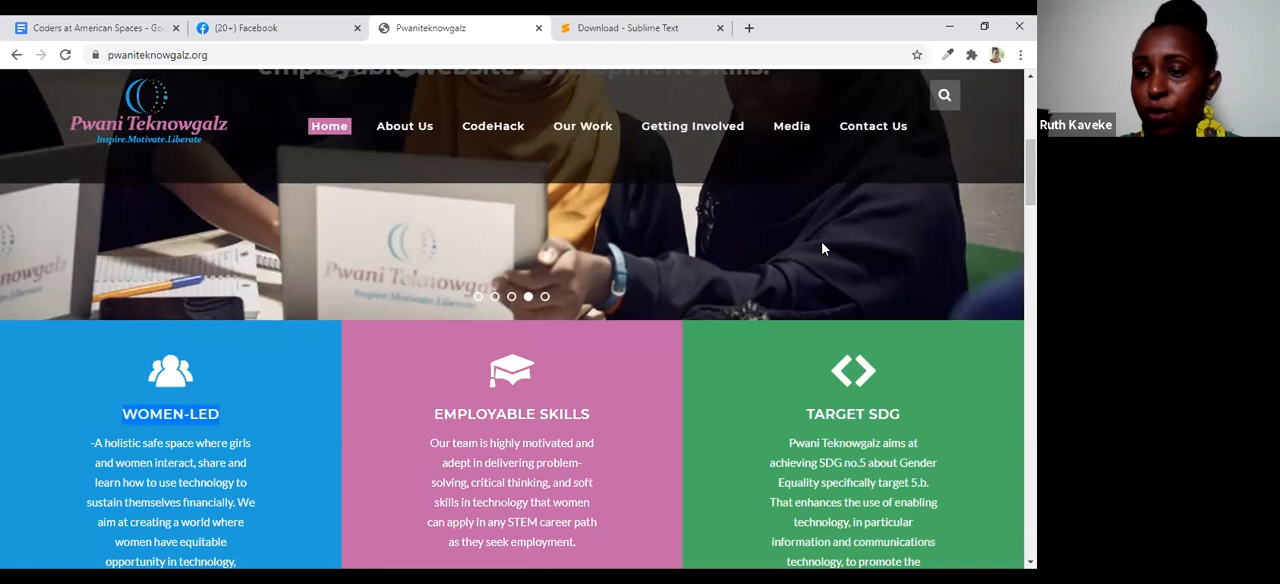 Coders at American Spaces - Go
(20+) Facebook
Pwaniteknowgalz
Download - Sublime Text
pwaniteknowgalz.org
employable website development skills.
Pwani Teknowgalz
Inspire.Motivate.Liberate
Home
About Us
CodeHack
Our Work
Getting Involved
Media
Contact Us
Ruth Kaveke
Pwani Teknowgalz
Inspire.Motivate.Liberate
WOMEN-LED
-A holistic safe space where girls
and women interact, share and
learn how to use technology to
sustain themselves financially. We
aim at creating a world where
women have equitable
opportunity in technology,
EMPLOYABLE SKILLS
Our team is highly motivated and
adept in delivering problem-
solving, critical thinking, and soft
skills in technology that women
can apply in any STEM career path
as they seek employment.
TARGET SDG
Pwani Teknowgalz aims at
achieving SDG no.5 about Gender
Equality specifically target 5.b.
That enhances the use of enabling
technology, in particular
information and communications
technology, to promote the